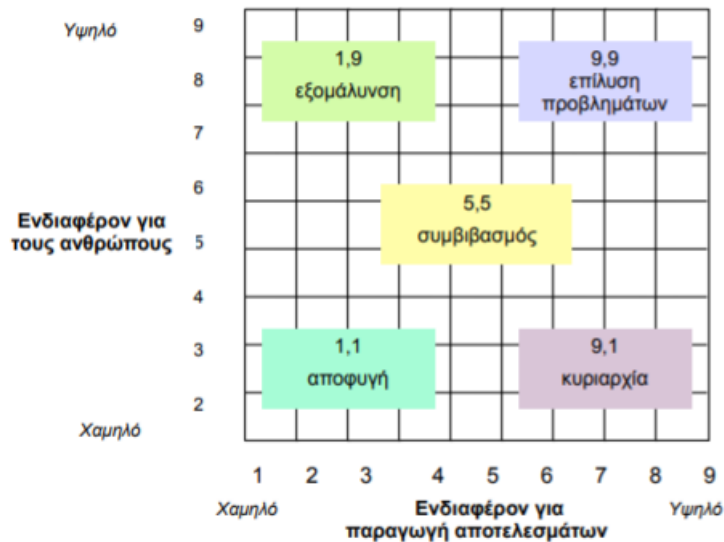 Υψηλό
9
8
7
6
5
4
3
2
Ενδιαφέρον για
τους ανθρώπους
Χαμηλό
1,9
εξομάλυνση
9,9
επίλυση
προβλημάτων
5,5
συμβιβασμός
1,1
αποφυγή
9,1
κυριαρχία
1 2 3 4 5 6 7 8 9
Χαμηλό
Ενδιαφέρον για
παραγωγή αποτελεσμάτων
Υψηλό